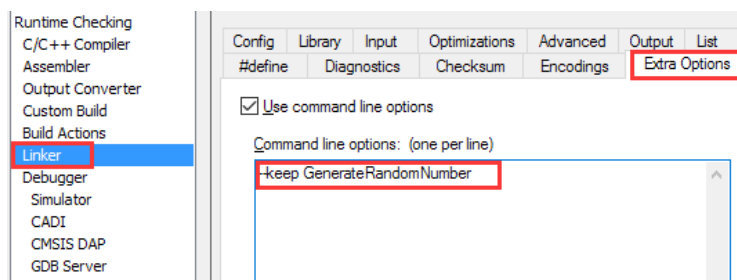 Runtime Checking
C/C++ Compiler
Assembler
Output Converter
Custom Build
Build Actions
Linker
Debugger
Simulator
CADI
CMSIS DAP
GDB Server
Config Library Input Optimizations Advanced Output List
#define Diagnostics Checksum Encodings Extra Options
Use command line options
Command line options: (one per line)
--keep GenerateRandomNumber